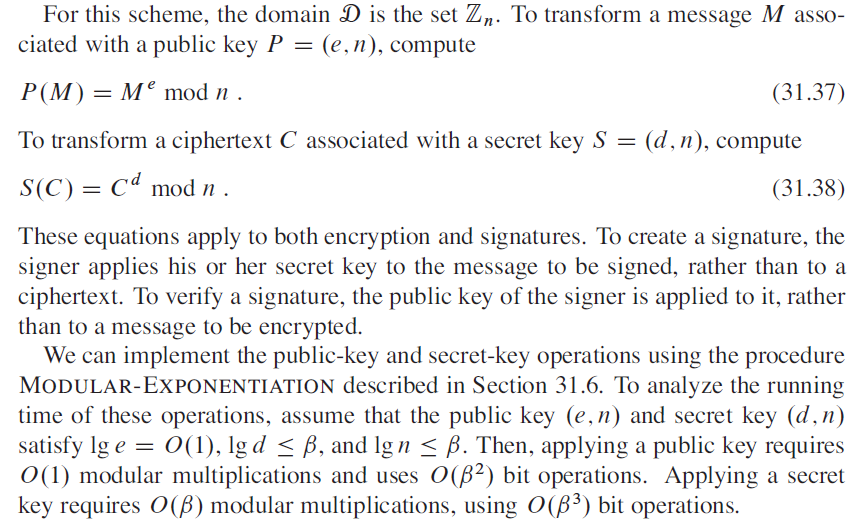 For this scheme, the domain 𝒟 is the set ℤₙ. To transform a message M asso-
ciated with a public key P = (e, n), compute
P(M) = Mᵉ mod n . (31.37)
To transform a ciphertext C associated with a secret key S = (d, n), compute
S(C) = Cᵈ mod n . (31.38)
These equations apply to both encryption and signatures. To create a signature, the
signer applies his or her secret key to the message to be signed, rather than to a
ciphertext. To verify a signature, the public key of the signer is applied to it, rather
than to a message to be encrypted.
We can implement the public-key and secret-key operations using the procedure
MODULAR-EXPONENTIATION described in Section 31.6. To analyze the running
time of these operations, assume that the public key (e, n) and secret key (d, n)
satisfy lg e = O(1), lg d ≤ β, and lg n ≤ β. Then, applying a public key requires
O(1) modular multiplications and uses O(β²) bit operations. Applying a secret
key requires O(β) modular multiplications, using O(β³) bit operations.